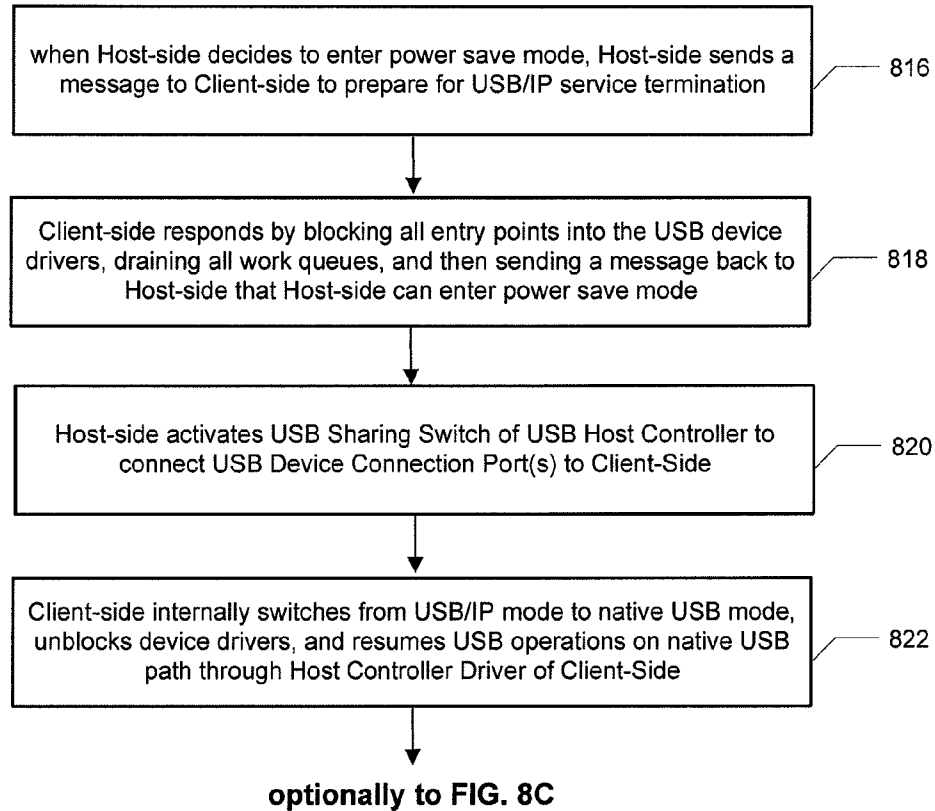 when Host-side decides to enter power save mode, Host-side sends a
message to Client-side to prepare for USB/IP service termination
816
Client-side responds by blocking all entry points into the USB device
drivers, draining all work queues, and then sending a message back to
Host-side that Host-side can enter power save mode
818
Host-side activates USB Sharing Switch of USB Host Controller to
connect USB Device Connection Port(s) to Client-Side
820
Client-side internally switches from USB/IP mode to native USB mode,
unblocks device drivers, and resumes USB operations on native USB
path through Host Controller Driver of Client-Side
822
optionally to FIG. 8C